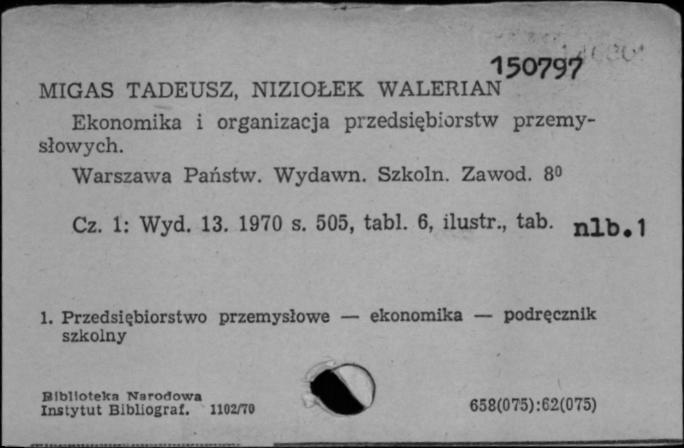 150797
MIGAS TADEUSZ, NIZIOŁEK WALERIAN
Ekonomika i organizacja przedsiębiorstw przemy-
słowych.
Warszawa Państw. Wydawn. Szkoln. Zawod. 8⁰
Cz. 1: Wyd. 13. 1970 s. 505, tabl. 6, ilustr., tab. nlb.1
1. Przedsiębiorstwo przemysłowe — ekonomika — podręcznik
szkolny
Biblioteka Narodowa
Instytut Bibliograf. 1102/70
658(075):62(075)